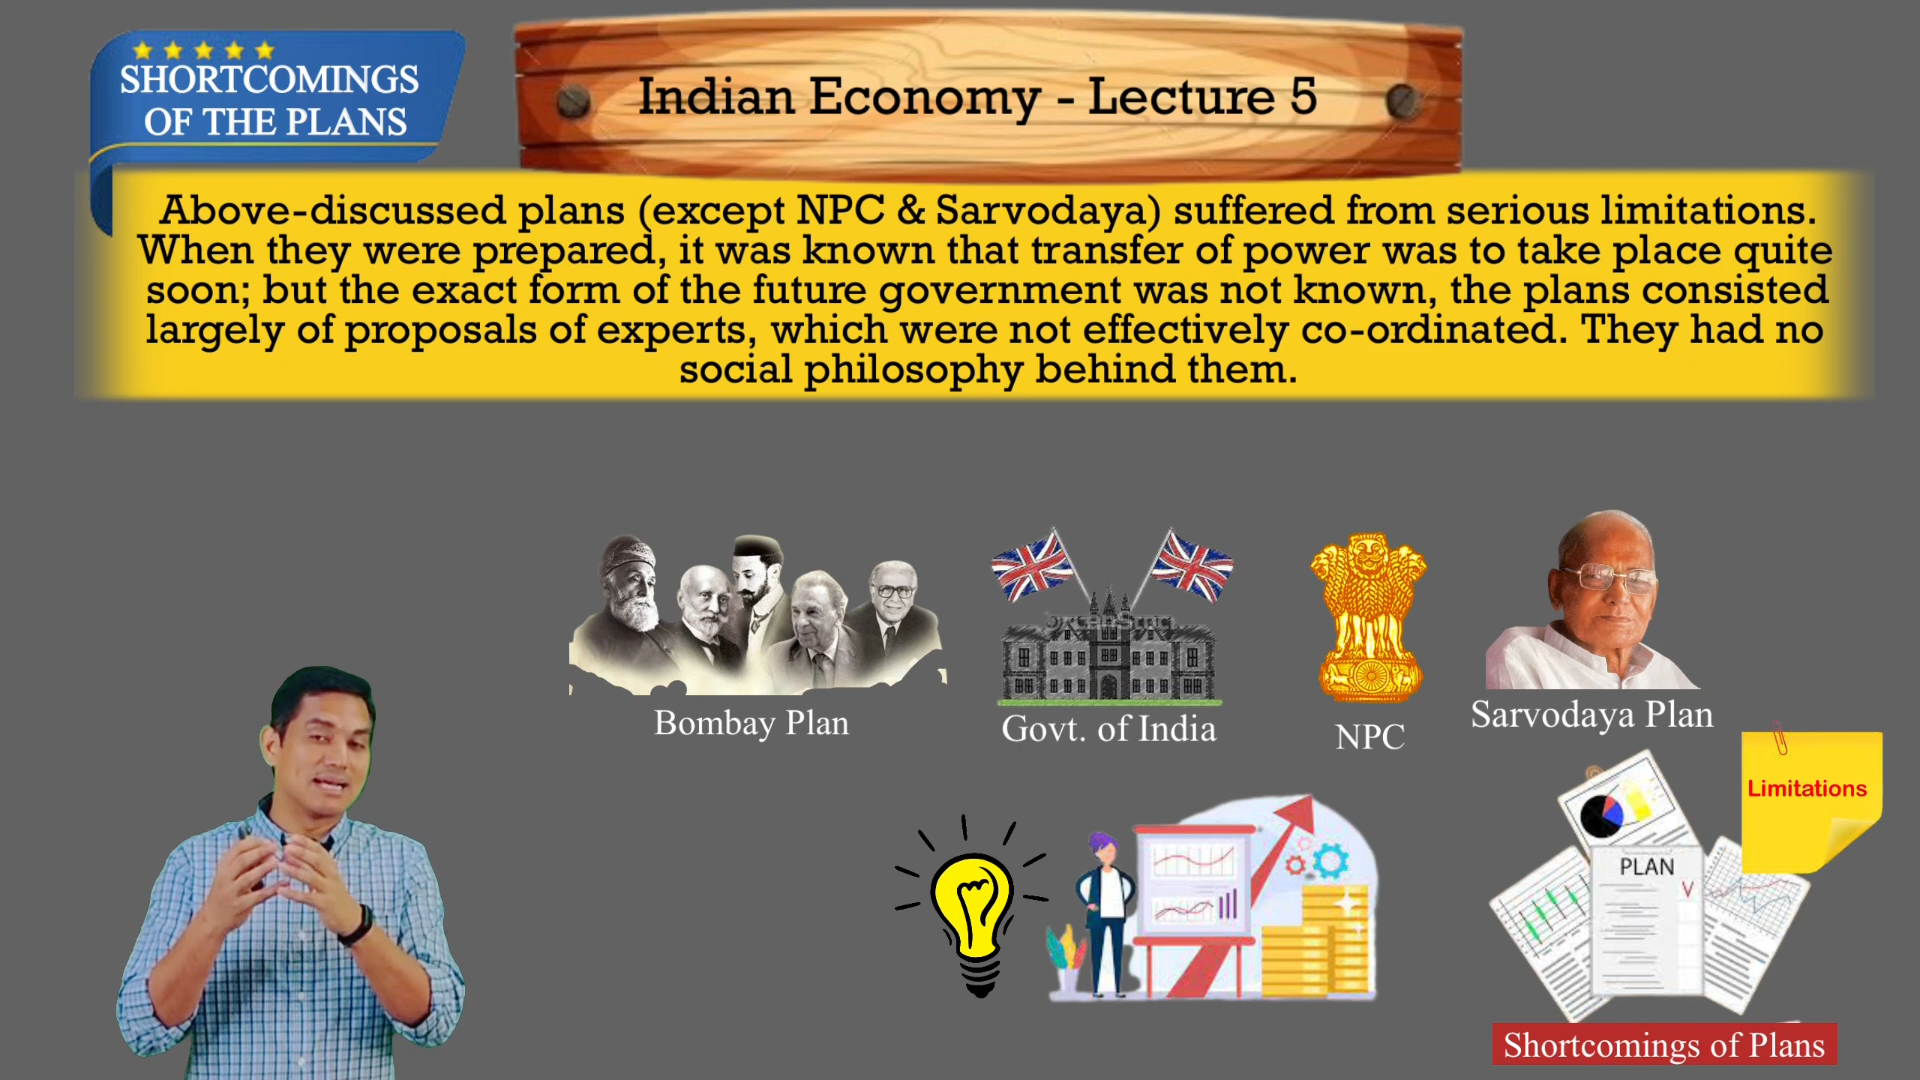 SHORTCOMINGS
OF THE PLANS
Indian Economy - Lecture 5
Above-discussed plans (except NPC & Sarvodaya) suffered from serious limitations.
When they were prepared, it was known that transfer of power was to take place quite
soon; but the exact form of the future government was not known, the plans consisted
largely of proposals of experts, which were not effectively co-ordinated. They had no
social philosophy behind them.
Bombay Plan
Govt. of India
NPC
Sarvodaya Plan
Limitations
PLAN
Shortcomings of Plans